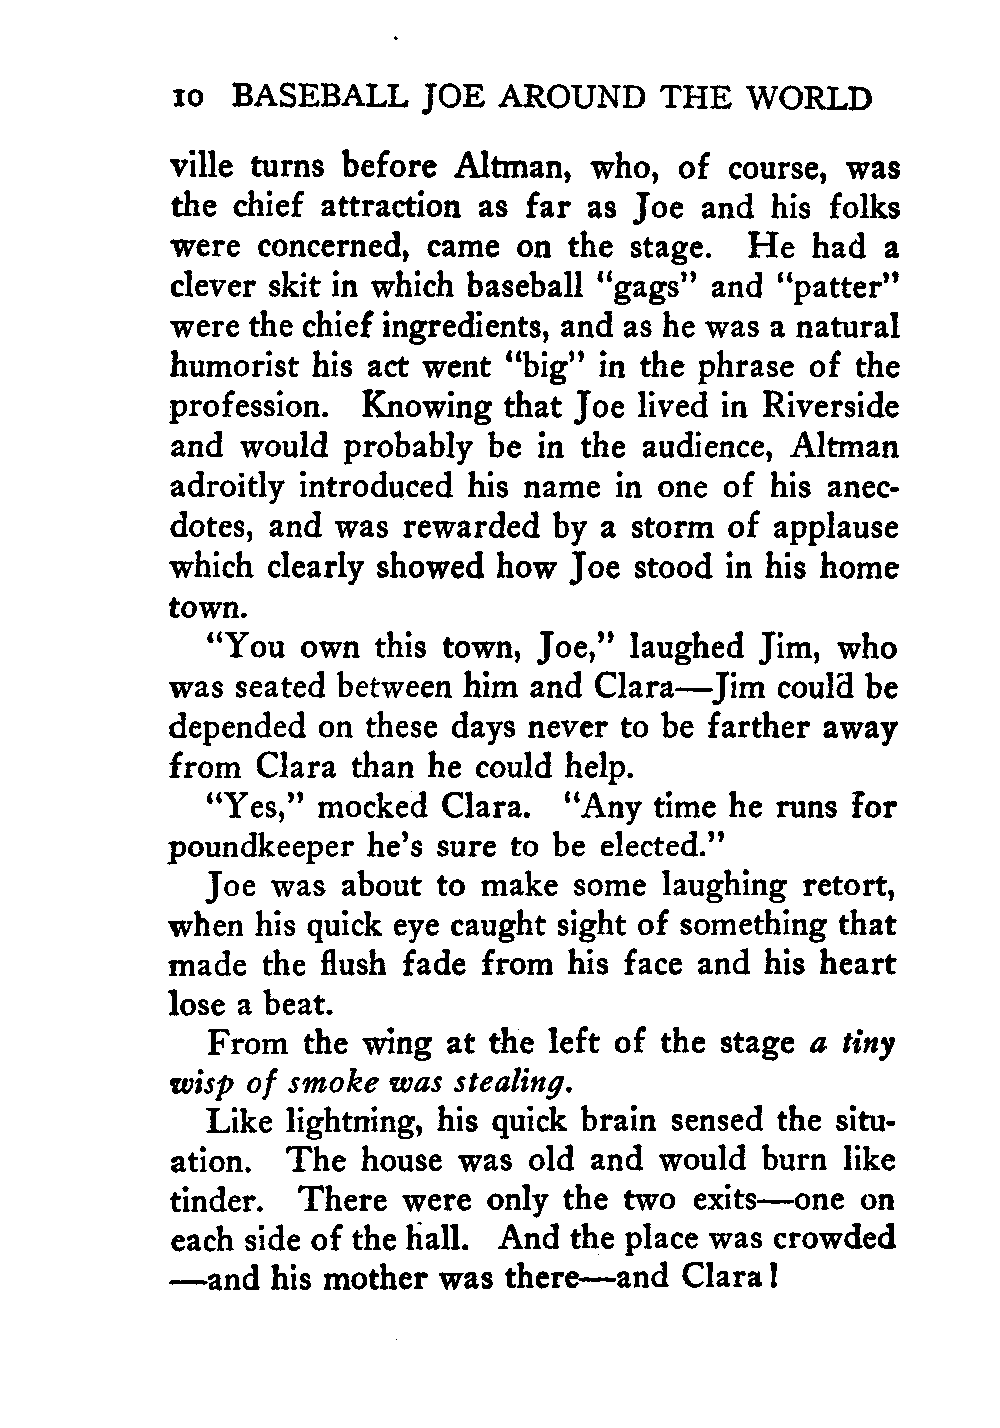 10 BASEBALL JOE AROUND THE WORLD
ville turns before Altman, who, of course, was
the chief attraction as far as Joe and his folks
were concerned, came on the stage. He had a
clever skit in which baseball "gags" and "patter"
were the chief ingredients, and as he was a natural
humorist his act went "big" in the phrase of the
profession. Knowing that Joe lived in Riverside
and would probably be in the audience, Altman
adroitly introduced his name in one of his anec-
dotes, and was rewarded by a storm of applause
which clearly showed how Joe stood in his home
town.
"You own this town, Joe," laughed Jim, who
was seated between him and Clara—Jim could be
depended on these days never to be farther away
from Clara than he could help.
"Yes," mocked Clara. "Any time he runs for
poundkeeper he's sure to be elected."
Joe was about to make some laughing retort,
when his quick eye caught sight of something that
made the flush fade from his face and his heart
lose a beat.
From the wing at the left of the stage a tiny
wisp of smoke was stealing.
Like lightning, his quick brain sensed the situ-
ation. The house was old and would burn like
tinder. There were only the two exits—one on
each side of the hall. And the place was crowded
—and his mother was there—and Clara!